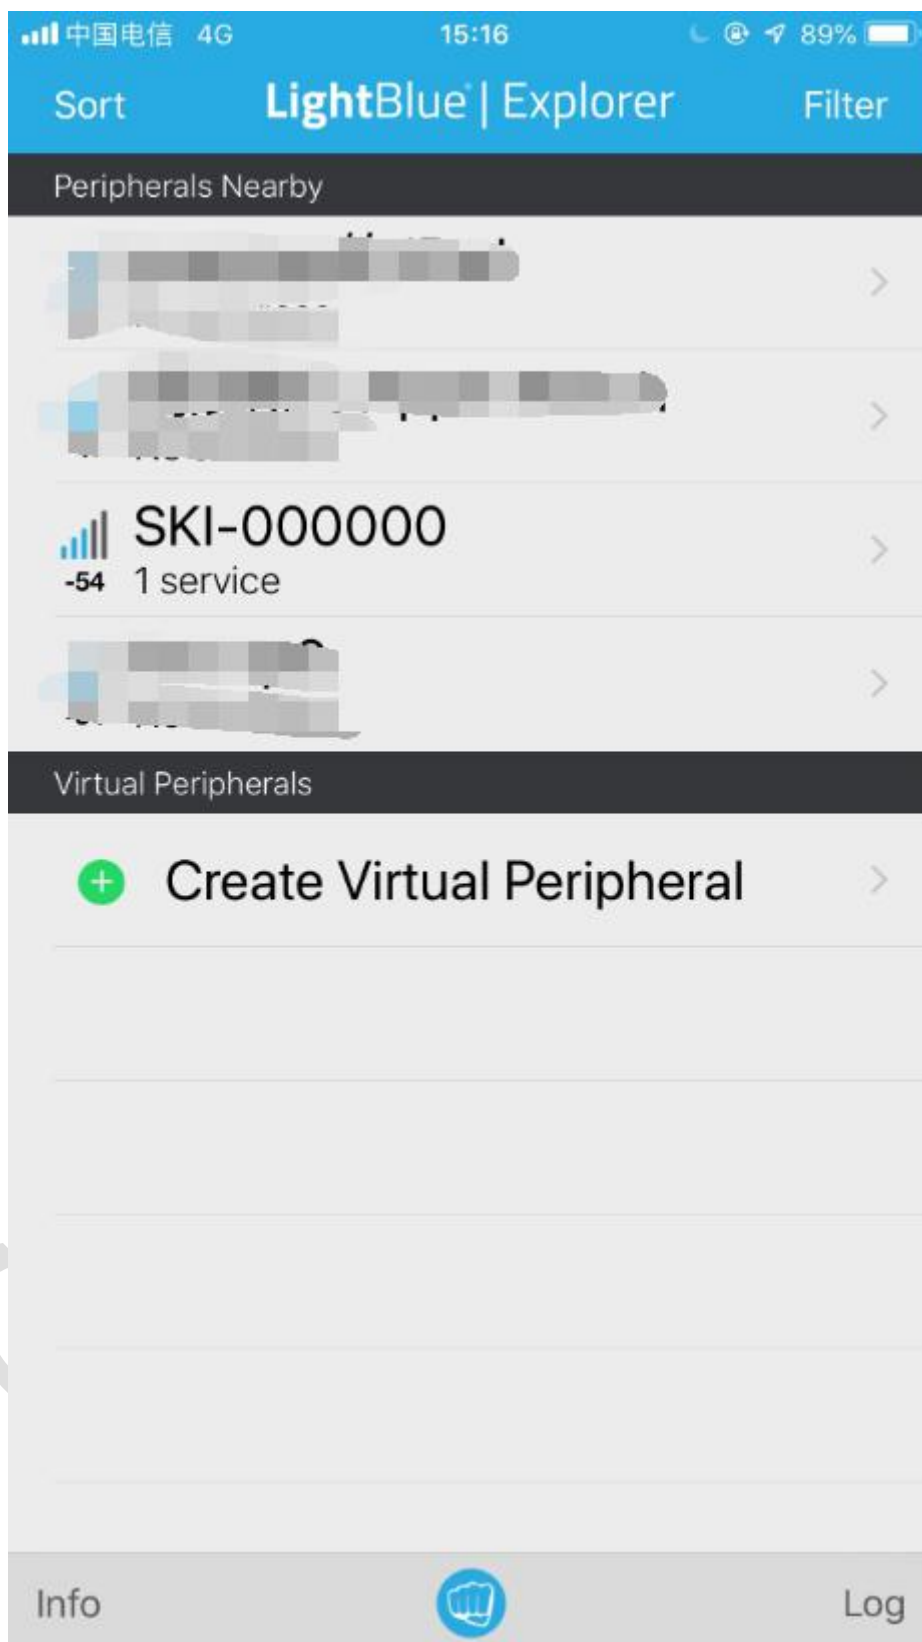 中国电信 4G 15:16 89%
Sort LightBlue® | Explorer Filter
Peripherals Nearby
SKI-000000
-54 1 service
Virtual Peripherals
Create Virtual Peripheral
Info Log